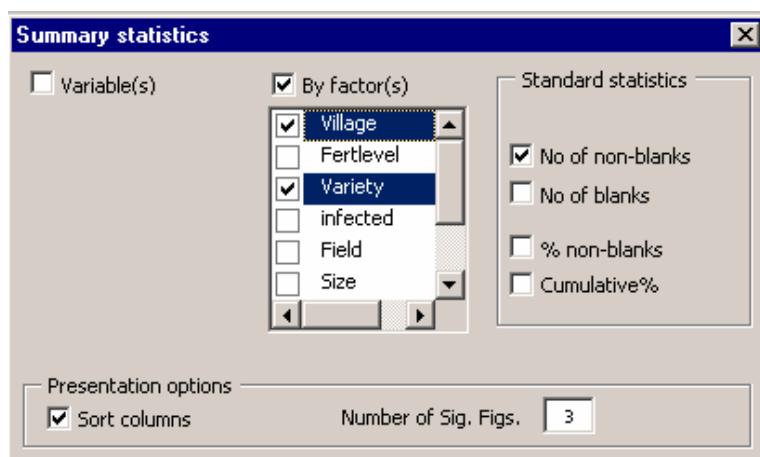 Summary statistics
Variable(s)
By factor(s)
Village
Fertlevel
Variety
infected
Field
Size
Standard statistics
No of non-blanks
No of blanks
% non-blanks
Cumulative%
Presentation options
Sort columns
Number of Sig. Figs. 3